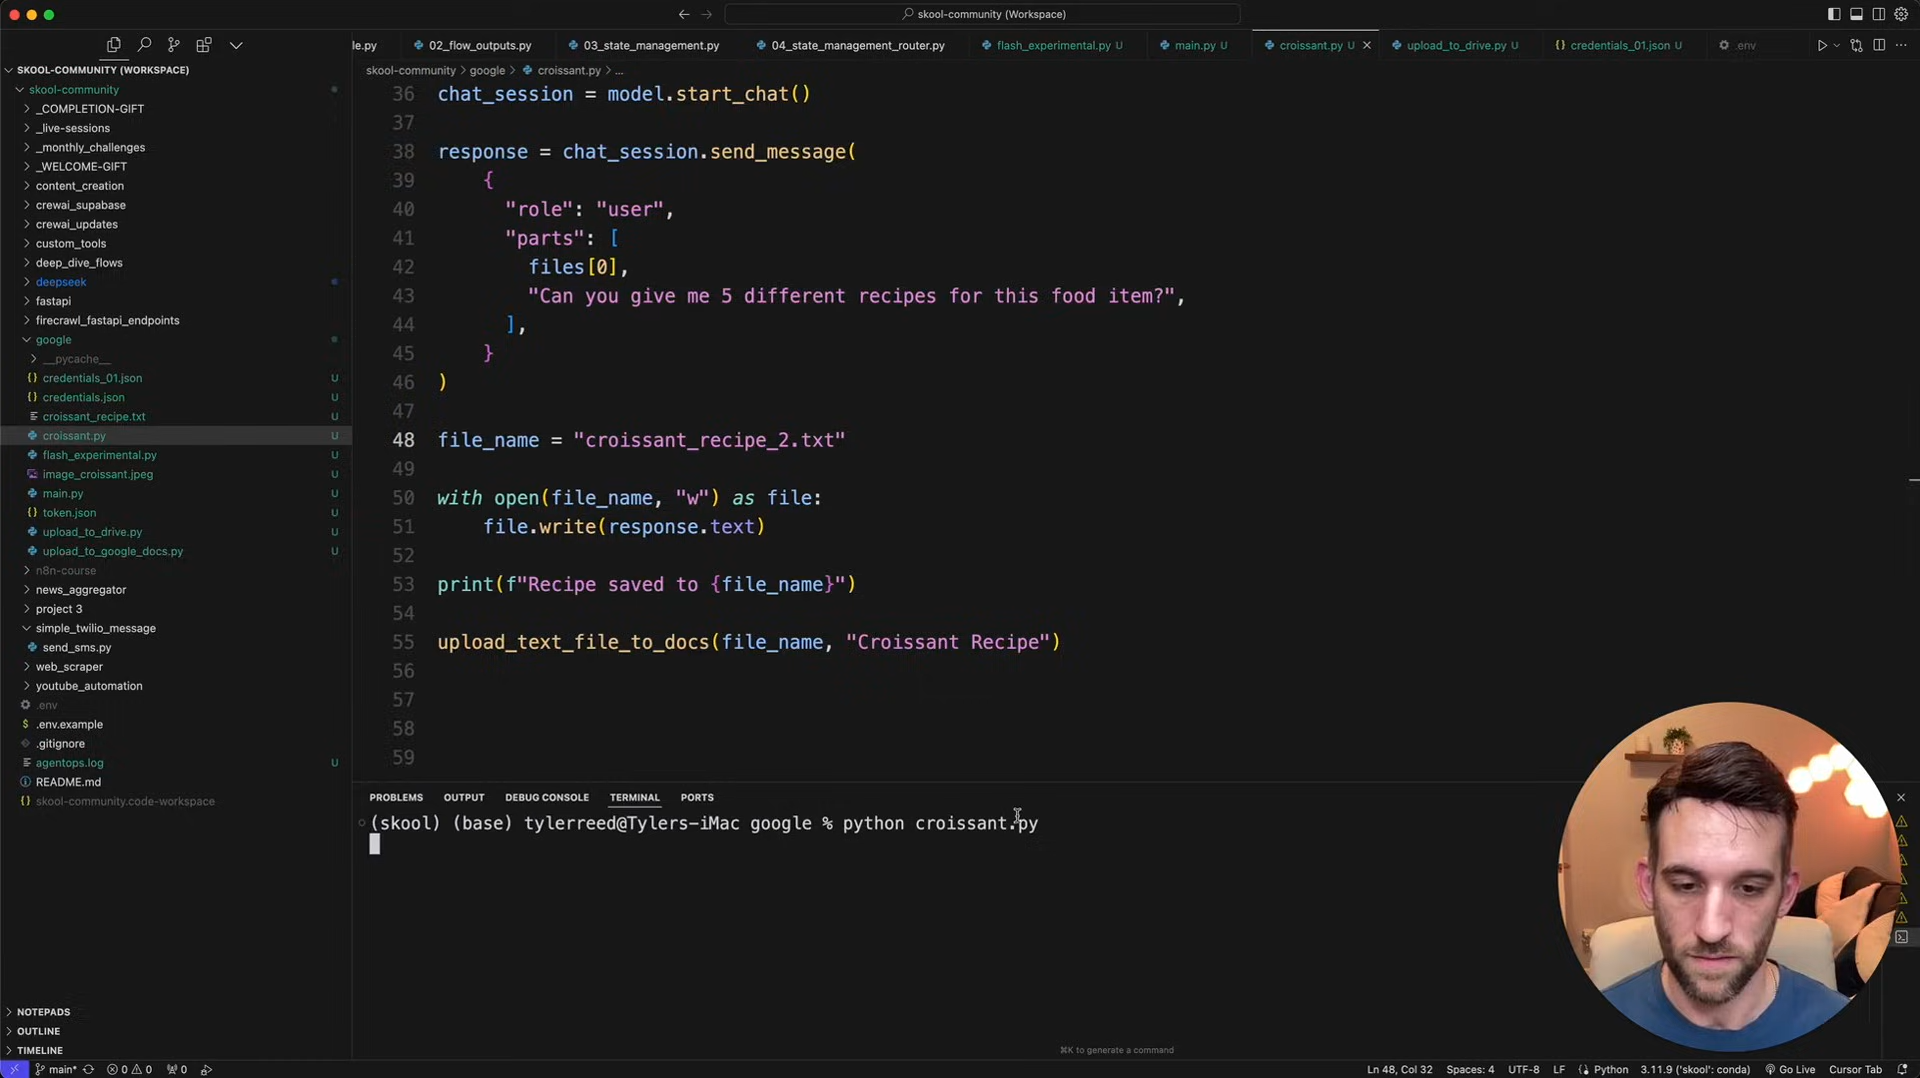 skool-community (Workspace)
le.py
02_flow_outputs.py
03_state_management.py
04_state_management_router.py
flash_experimental.py U
main.py U
croissant.py U
upload_to_drive.py U
credentials_01.json U
.env
SKOOL-COMMUNITY (WORKSPACE)
skool-community
_COMPLETION-GIFT
_live-sessions
_monthly_challenges
_WELCOME-GIFT
content_creation
crewai_supabase
crewai_updates
custom_tools
deep_dive_flows
deepseek
fastapi
firecrawl_fastapi_endpoints
google
__pycache__
credentials_01.json U
credentials.json U
croissant_recipe.txt U
croissant.py U
flash_experimental.py U
image_croissant.jpeg U
main.py U
token.json U
upload_to_drive.py U
upload_to_google_docs.py U
n8n-course
news_aggregator
project 3
simple_twilio_message
send_sms.py
web_scraper
youtube_automation
.env
.env.example
.gitignore
agentops.log U
README.md
skool-community.code-workspace
NOTEPADS
OUTLINE
TIMELINE
skool-community > google > croissant.py > ...
36 chat_session = model.start_chat()
37
38 response = chat_session.send_message(
39 {
40 "role": "user",
41 "parts": [
42 files[0],
43 "Can you give me 5 different recipes for this food item?",
44 ],
45 }
46 )
47
48 file_name = "croissant_recipe_2.txt"
49
50 with open(file_name, "w") as file:
51 file.write(response.text)
52
53 print(f"Recipe saved to {file_name}")
54
55 upload_text_file_to_docs(file_name, "Croissant Recipe")
56
57
58
59
PROBLEMS OUTPUT DEBUG CONSOLE TERMINAL PORTS
(skool) (base) tylerreed@Tylers-iMac google % python croissant.py
⌘K to generate a command
main* 0 0 0 Ln 48, Col 32 Spaces: 4 UTF-8 LF Python 3.11.9 ('skool': conda) Go Live Cursor Tab